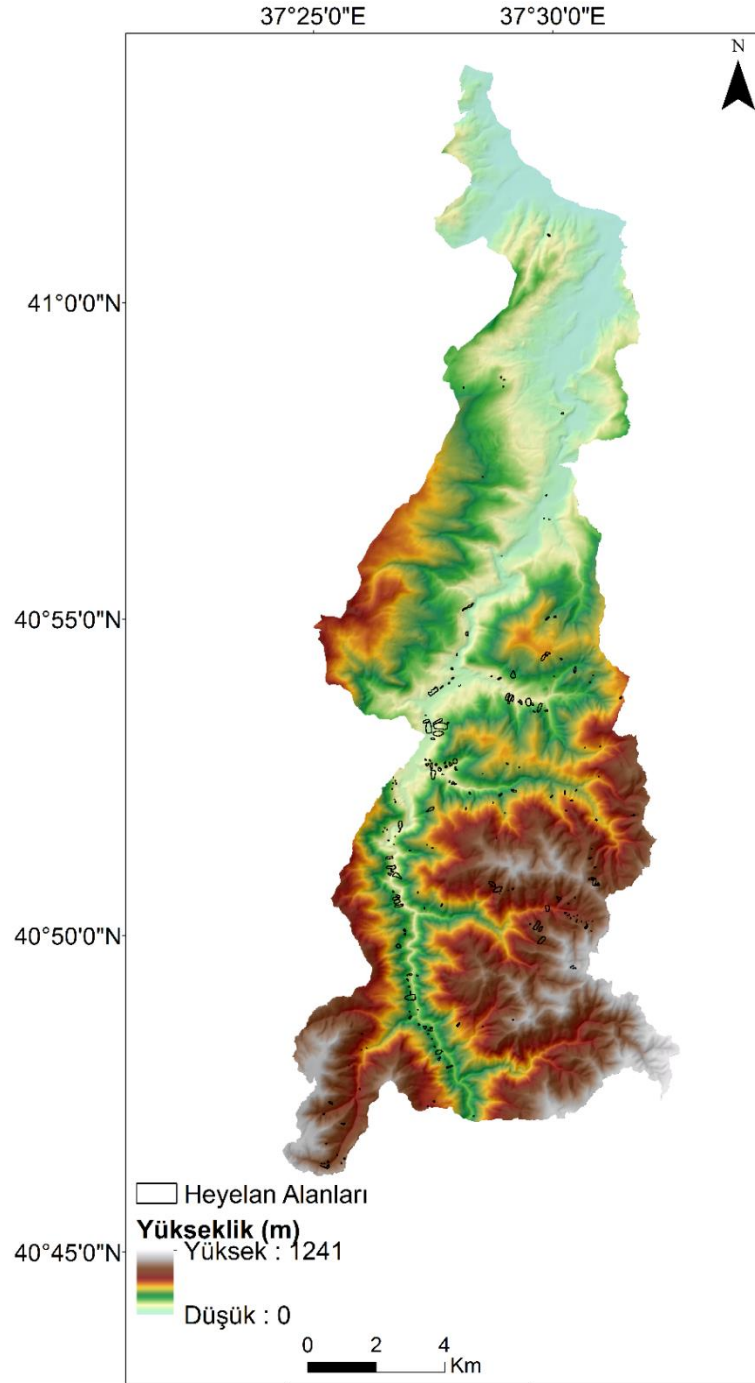 37°25'0"E 37°30'0"E
N
41°0'0"N
40°55'0"N
40°50'0"N
Heyelan Alanları
Yükseklik (m)
40°45'0"N
Yüksek : 1241
Düşük : 0
0 2 4
Km